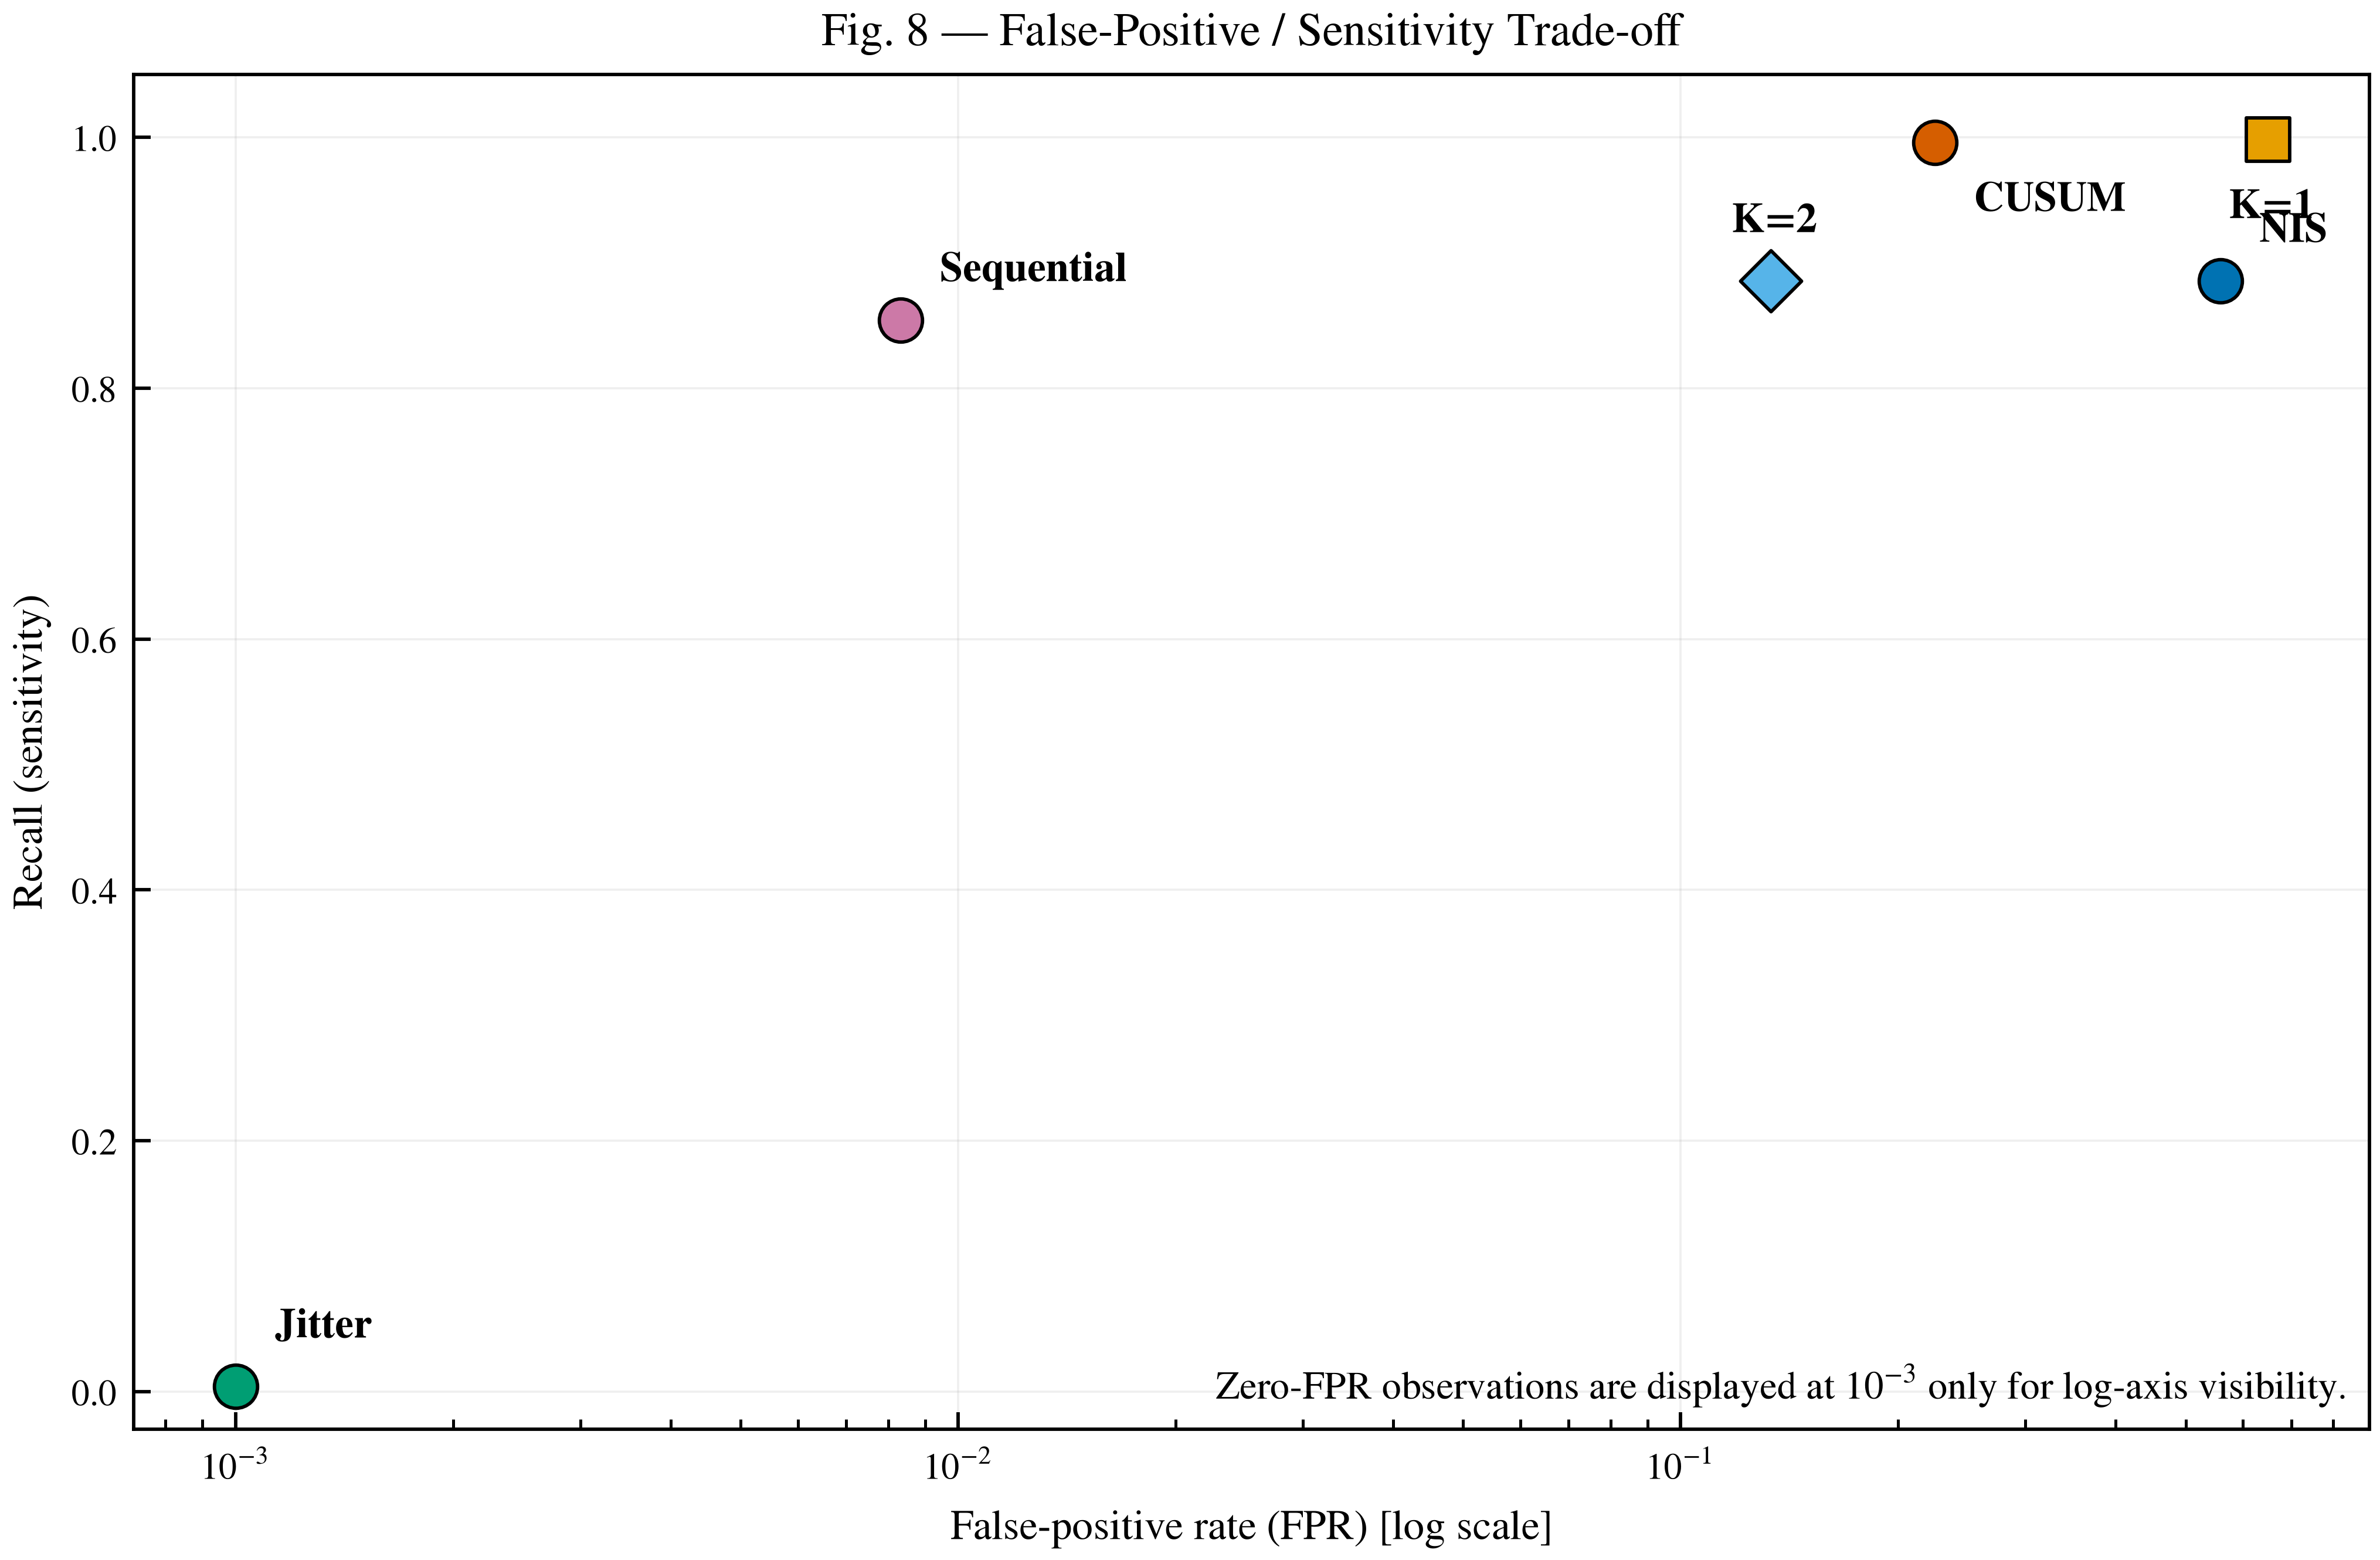 Fig. 8 — False-Positive / Sensitivity Trade-off
1.0
CUSUM
K=1
K=2
NIS
Sequential
0.8
0.6
Recall (sensitivity)
0.4
0.2
Jitter
0.0
Zero-FPR observations are displayed at 10⁻³ only for log-axis visibility.
10⁻³ 10⁻² 10⁻¹
False-positive rate (FPR) [log scale]